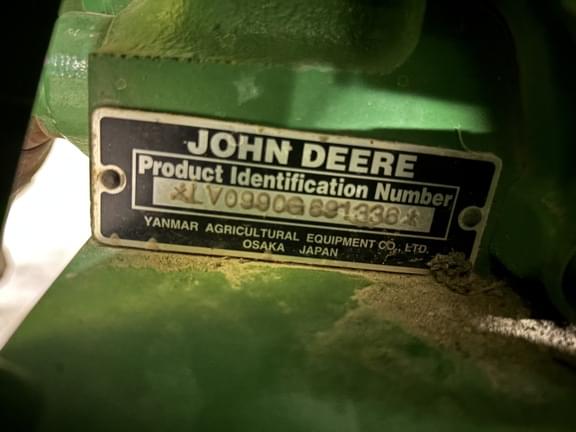 JOHN DEERE
Product Identification Number
*LV0990G691336*
YANMAR AGRICULTURAL EQUIPMENT CO., LTD.
OSAKA JAPAN